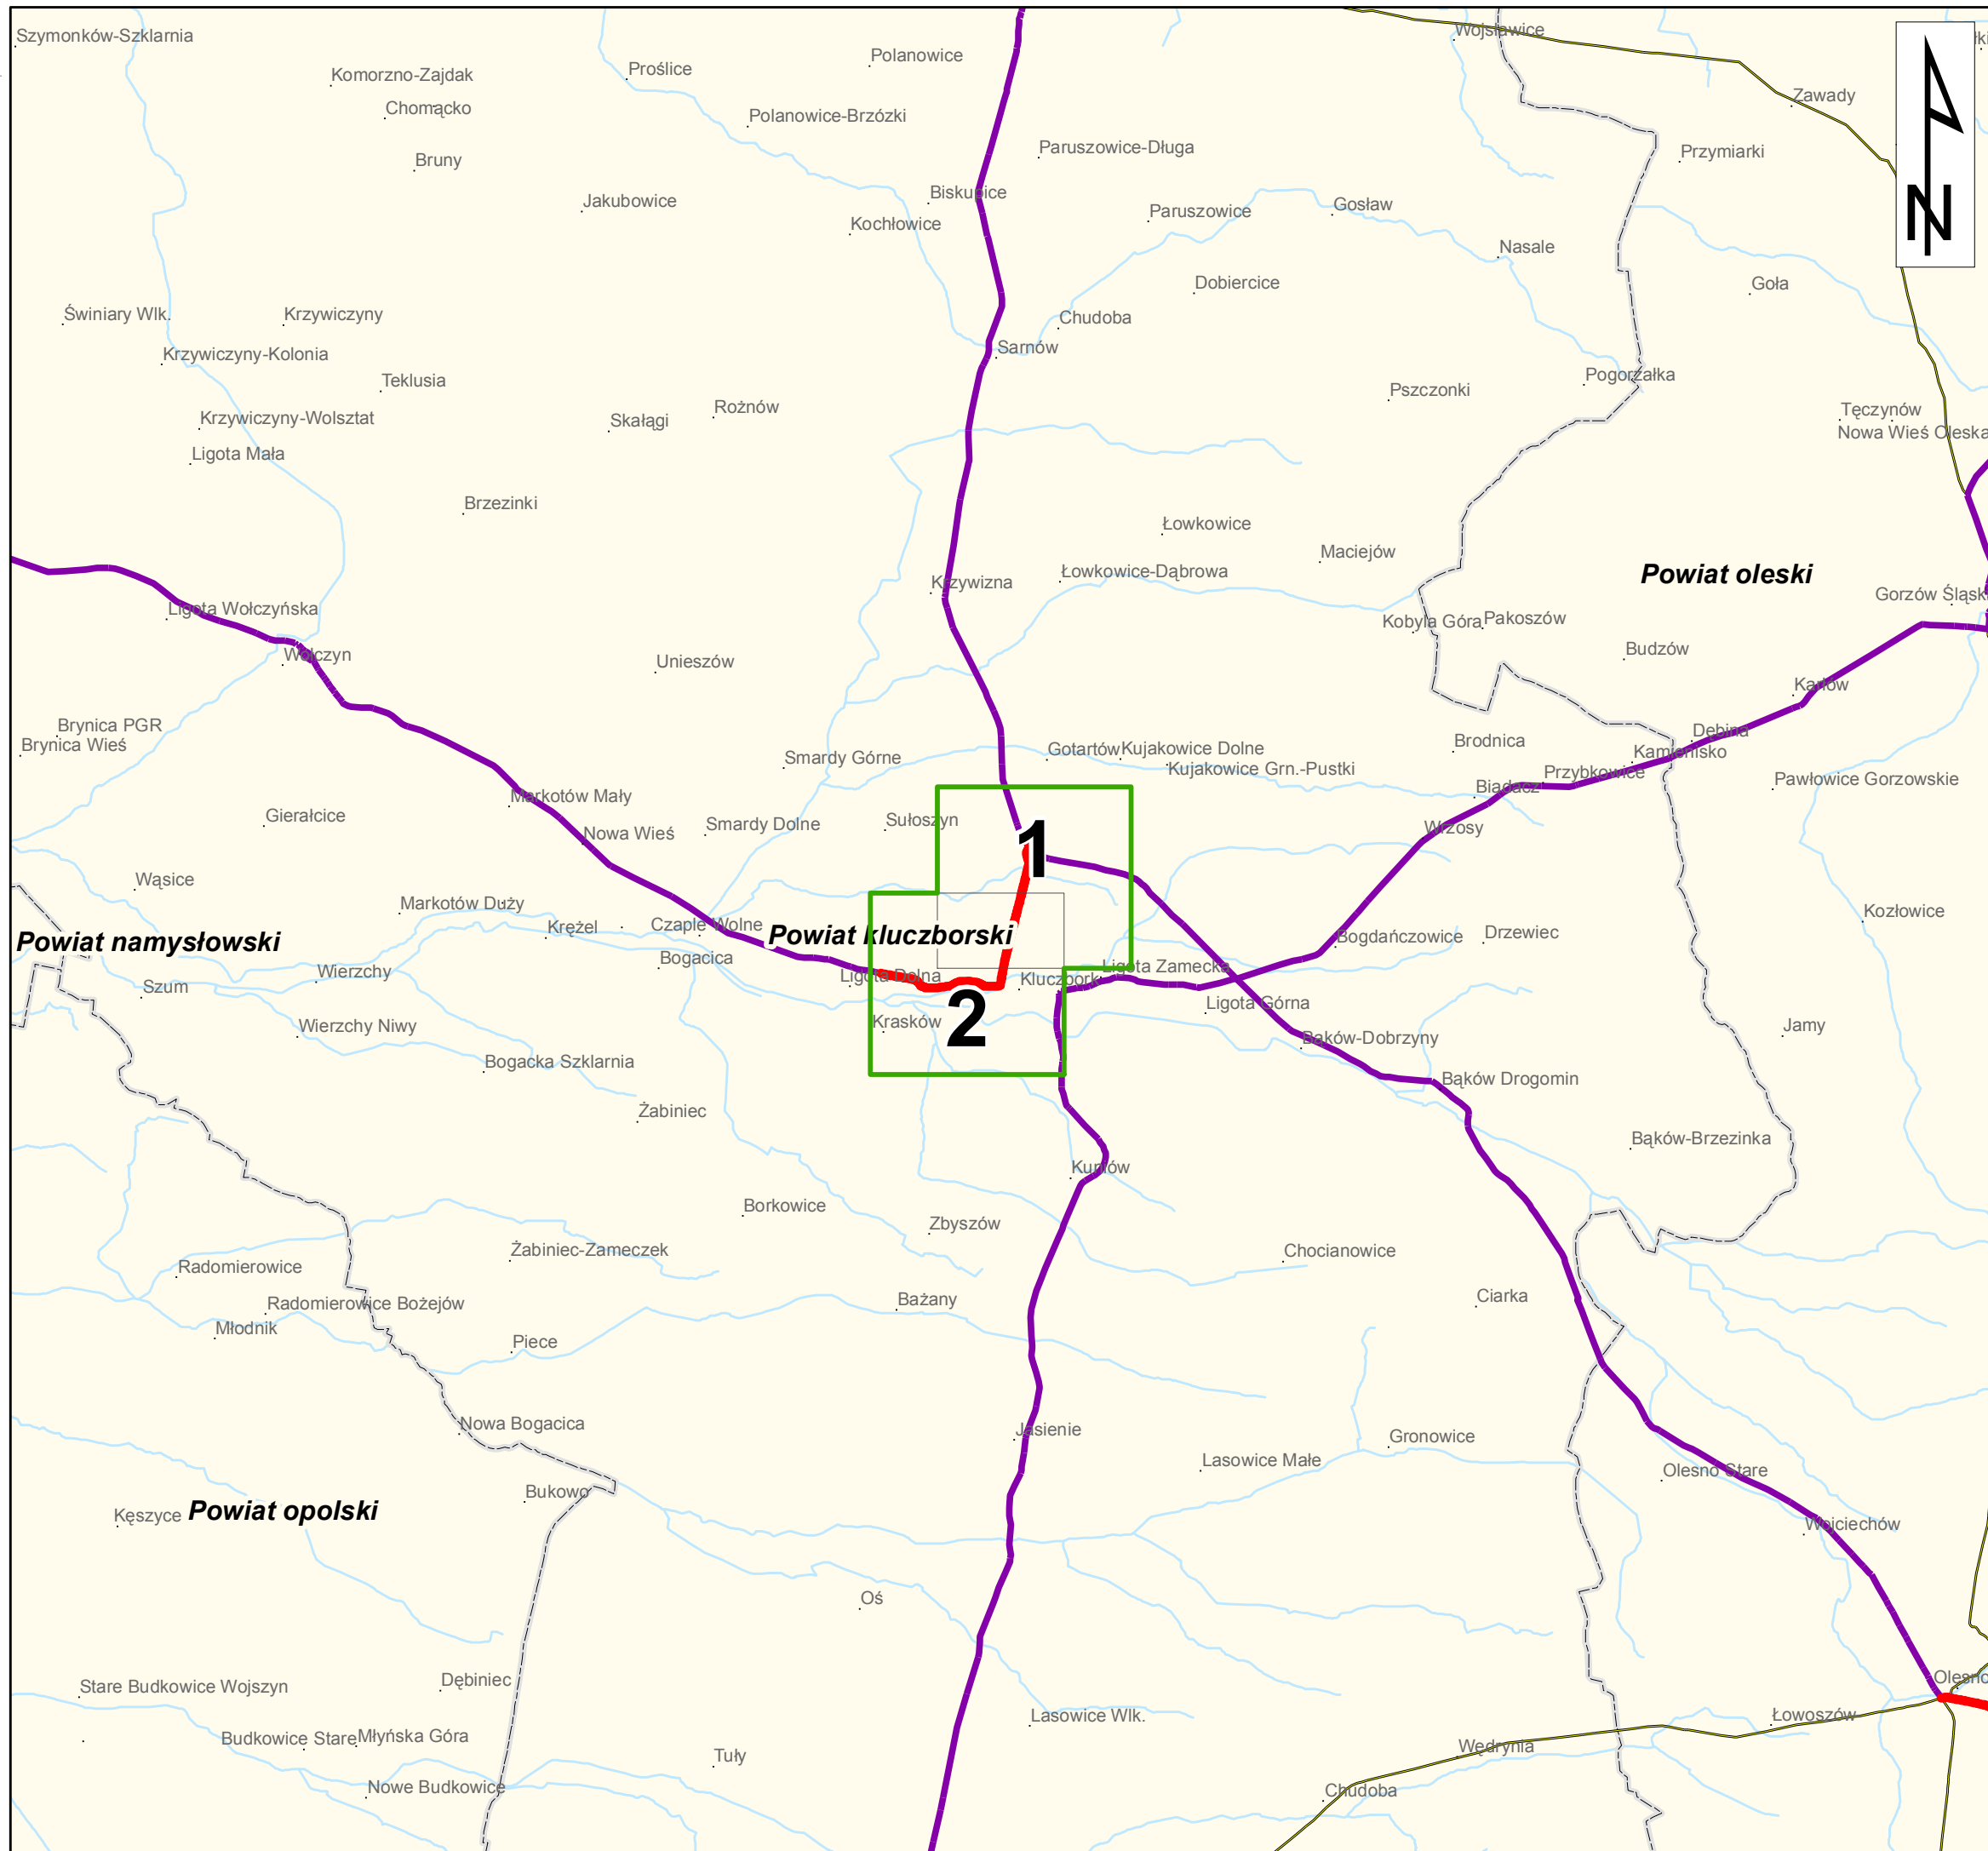 Szymonków-Szklarnia
Wojsławice
Polanowice
Proślice
Komorzno-Zajdak
Zawady
Chomącko
Polanowice-Brzózki
Paruszowice-Długa
Przymiarki
Bruny
Biskupice
Jakubowice
Gosław
Paruszowice
Kochłowice
N
Nasale
Dobiercice
Goła
Świniary Wlk.
Krzywiczyny
Chudoba
Sarnów
Krzywiczyny-Kolonia
Pogorzałka
Teklusia
Pszczonki
Rożnów
Tęczynów
Krzywiczyny-Wolsztat
Skałągi
Nowa Wieś Oleska
Ligota Mała
Brzezinki
Łowkowice
Maciejów
Łowkowice-Dąbrowa
Powiat oleski
Krzywizna
Gorzów Śląski
Ligota Wołczyńska
Kobyla Góra
Pakoszów
Budzów
Wołczyn
Unieszów
Karłów
Brynica PGR
Dębina
Brynica Wieś
Gotartów
Kujakowice Dolne
Brodnica
Kamienisko
Smardy Górne
Kujakowice Grn.-Pustki
Przybkowice
Pawłowice Gorzowskie
Biadacz
Markotów Mały
Gierałcice
Sułoszyn
Smardy Dolne
Wrzosy
Nowa Wieś
1
Wąsice
Markotów Duży
Kozłowice
Krężel
Czaple Wolne
Powiat kluczborski
Drzewiec
Bogdańczowice
Powiat namysłowski
Bogacica
Ligota Zamecka
Wierzchy
Ligota Dolna
Kluczbork
Szum
Ligota Górna
2
Krasków
Wierzchy Niwy
Jamy
Bąków-Dobrzyny
Bogacka Szklarnia
Bąków Drogomin
Żabiniec
Bąków-Brzezinka
Kuniów
Borkowice
Zbyszów
Żabiniec-Zameczek
Chocianowice
Radomierowice
Ciarka
Bażany
Radomierowice Bożejów
Młodnik
Piece
Nowa Bogacica
Jasienie
Gronowice
Lasowice Małe
Olesno Stare
Bukowo
Kęszyce
Powiat opolski
Wojciechów
Oś
Dębiniec
Olesno
Stare Budkowice Wojszyn
Lasowice Wlk.
Łowoszów
Budkowice Stare
Młyńska Góra
Wędrynia
Tuły
Nowe Budkowice
Chudoba